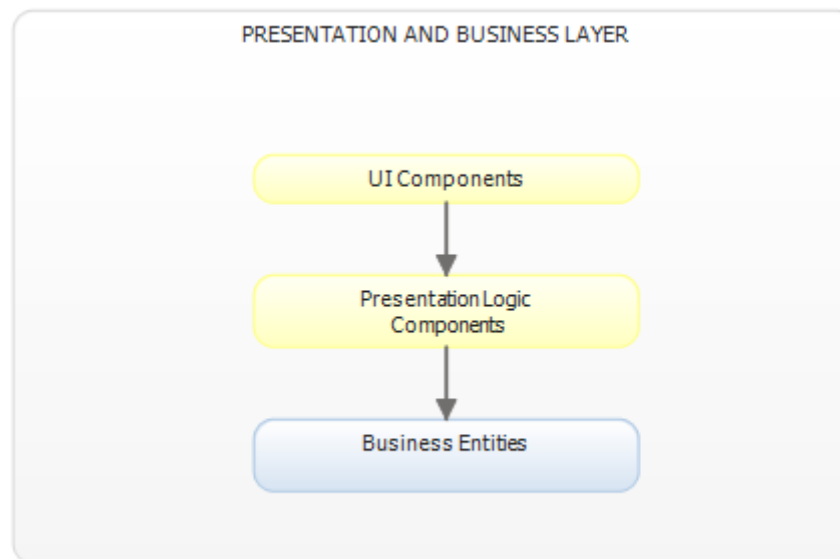 PRESENTATION AND BUSINESS LAYER
UI Components
Presentation Logic
Components
Business Entities